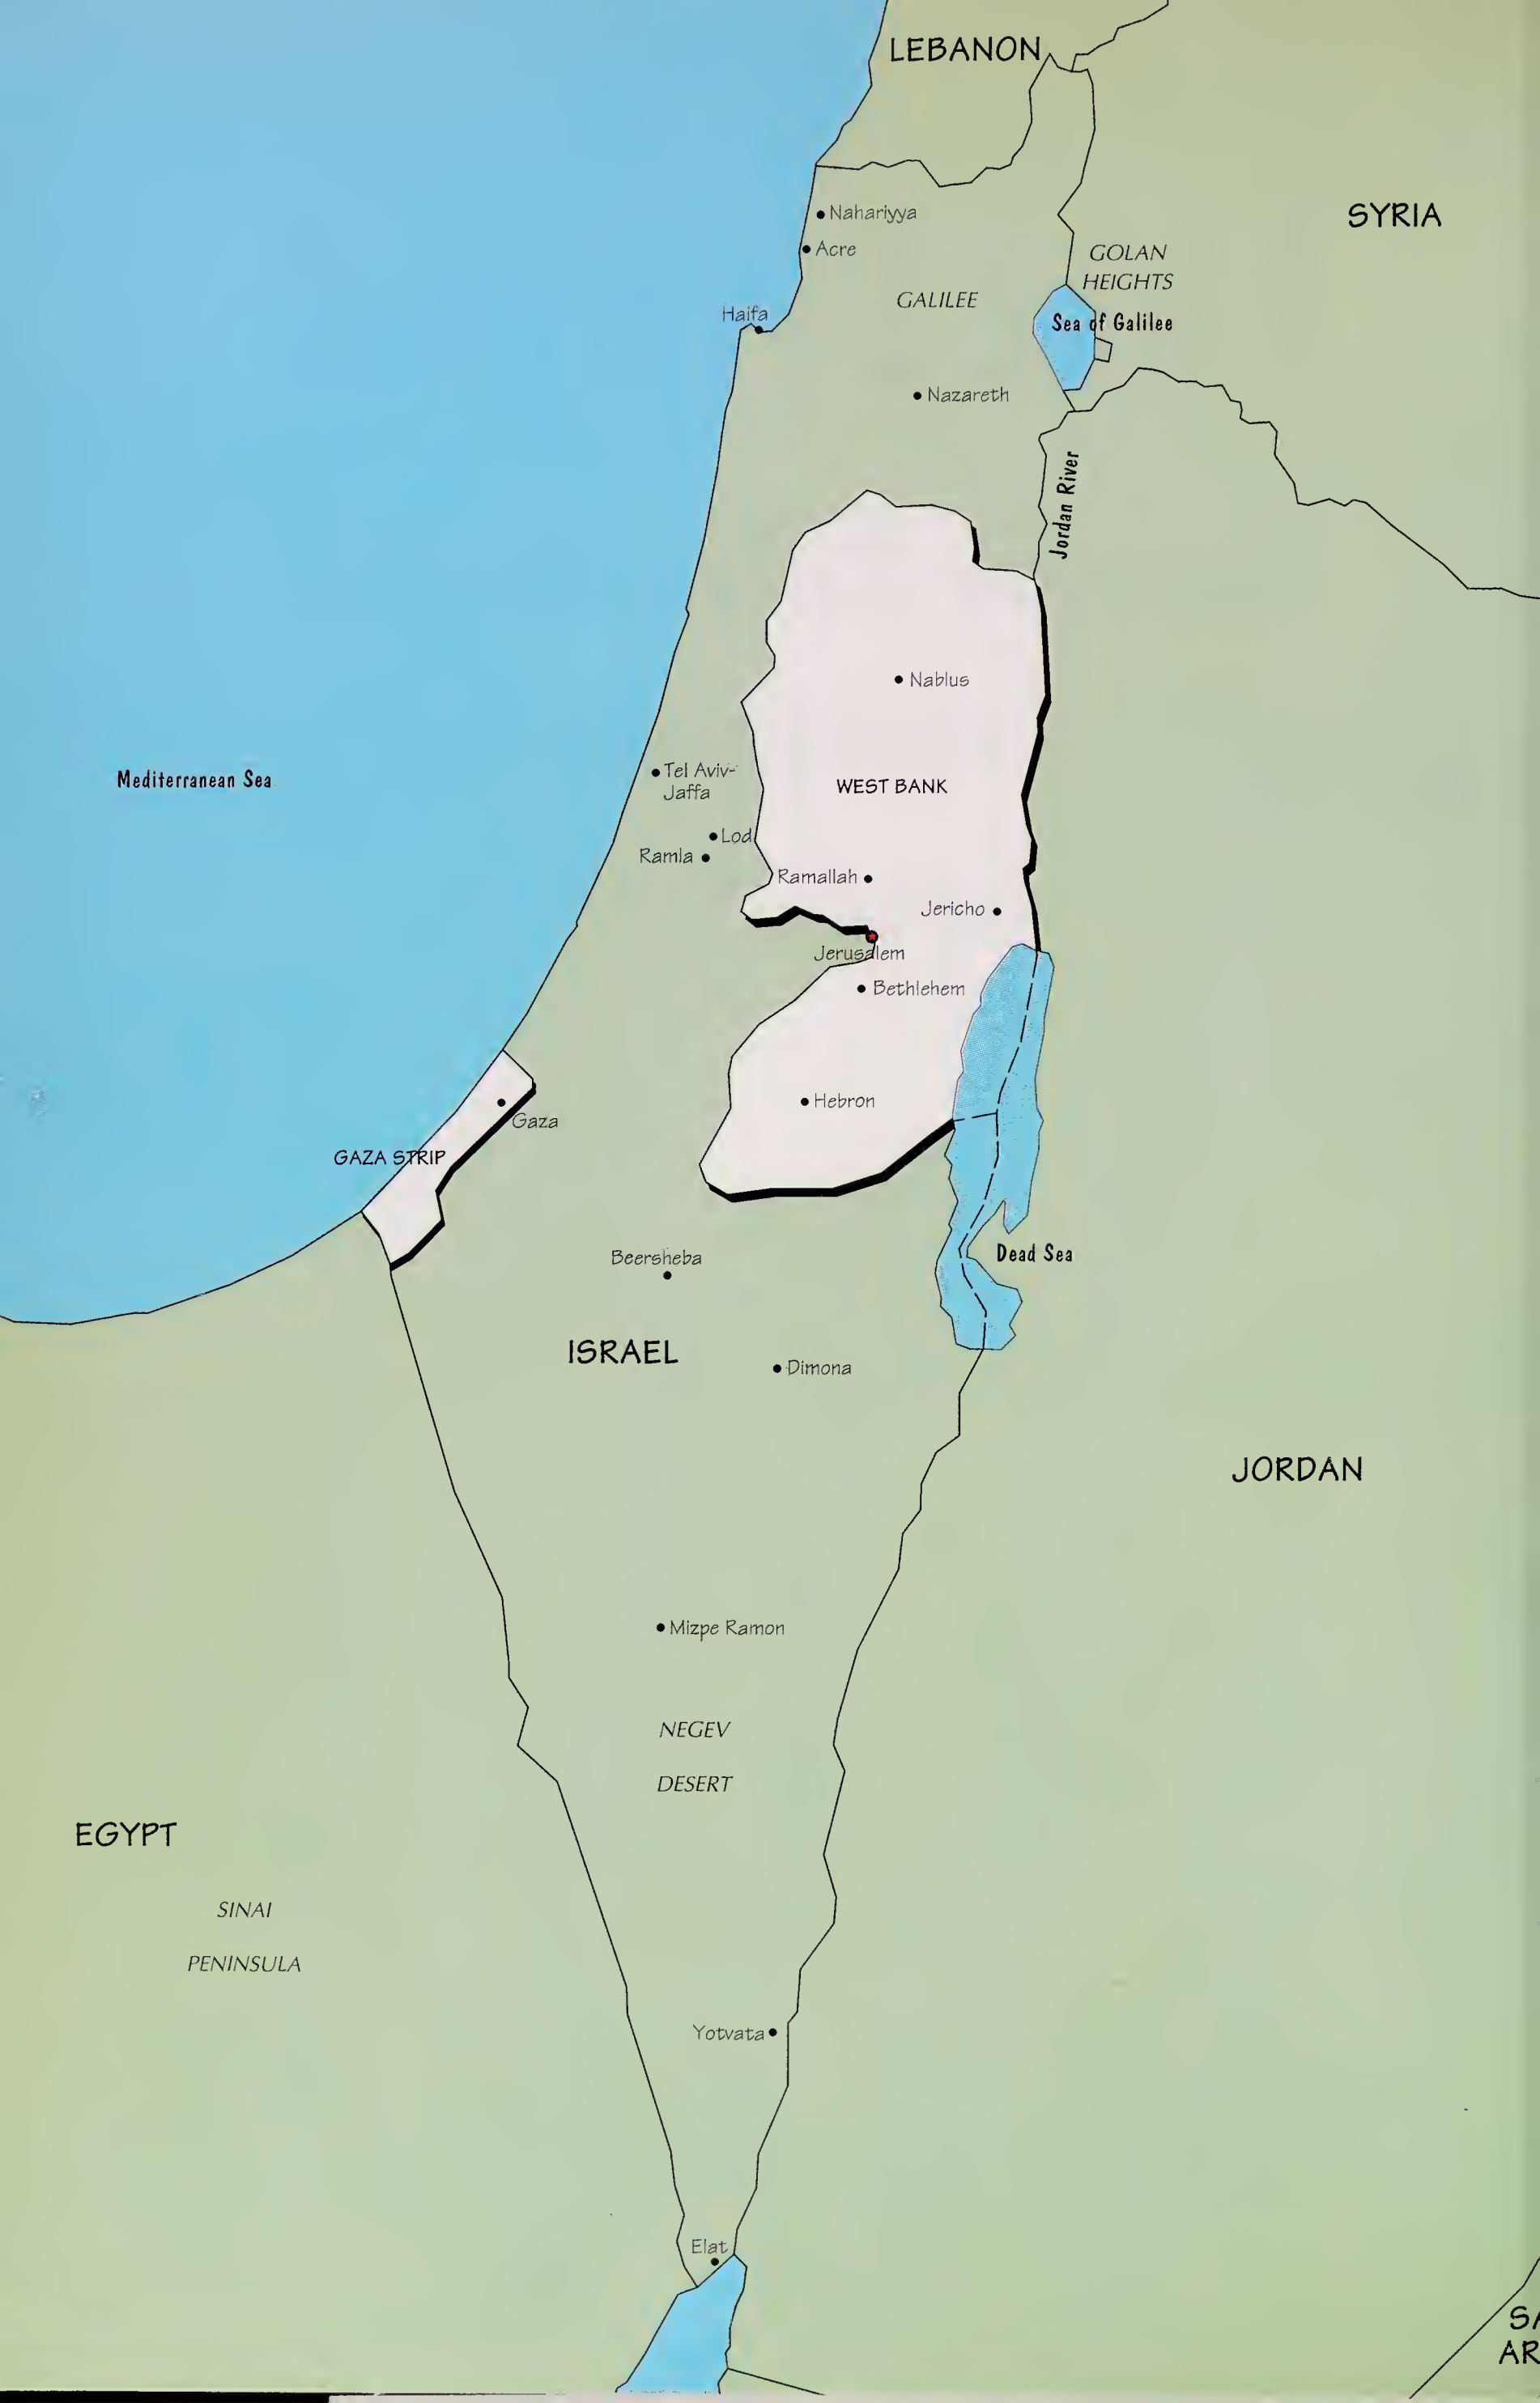 LEBANON
SYRIA
Nahariyya
Acre
GOLAN
HEIGHTS
GALILEE
Haifa
Sea of Galilee
Nazareth
Jordan River
Nablus
Mediterranean Sea
Tel Aviv-
Jaffa
WEST BANK
Lod
Ramla
Ramallah
Jericho
Jerusalem
Bethlehem
Hebron
Gaza
GAZA STRIP
Beersheba
Dead Sea
ISRAEL
Dimona
JORDAN
Mizpe Ramon
NEGEV
DESERT
EGYPT
SINAI
PENINSULA
Yotvata
Elat
SA
AR